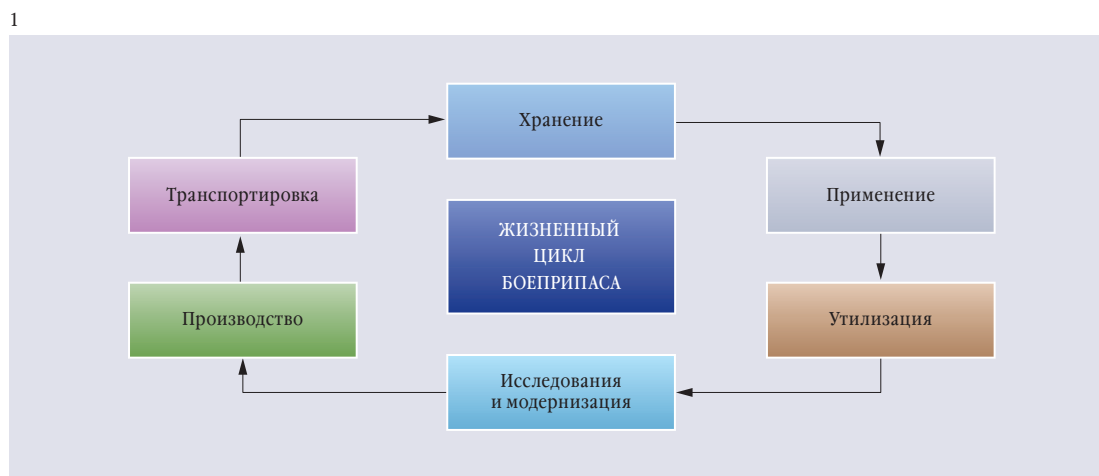 1
Хранение
Транспортировка
Применение
ЖИЗНЕННЫЙ
ЦИКЛ
БОЕПРИПАСА
Производство
Утилизация
Исследования
и модернизация